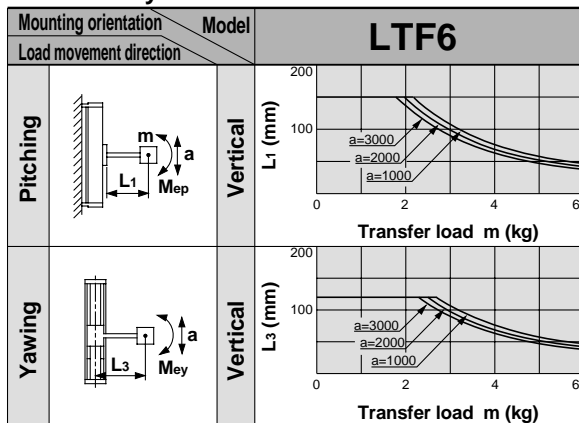 Mounting orientation
Model
Load movement direction
LTF6
Pitching
m
a
L1
Mep
Vertical
L1 (mm)
200
100
a=3000
a=2000
a=1000
0 2 4 6
Transfer load m (kg)
Yawing
a
L3
Mey
Vertical
L3 (mm)
200
100
a=3000
a=2000
a=1000
0 2 4 6
Transfer load m (kg)